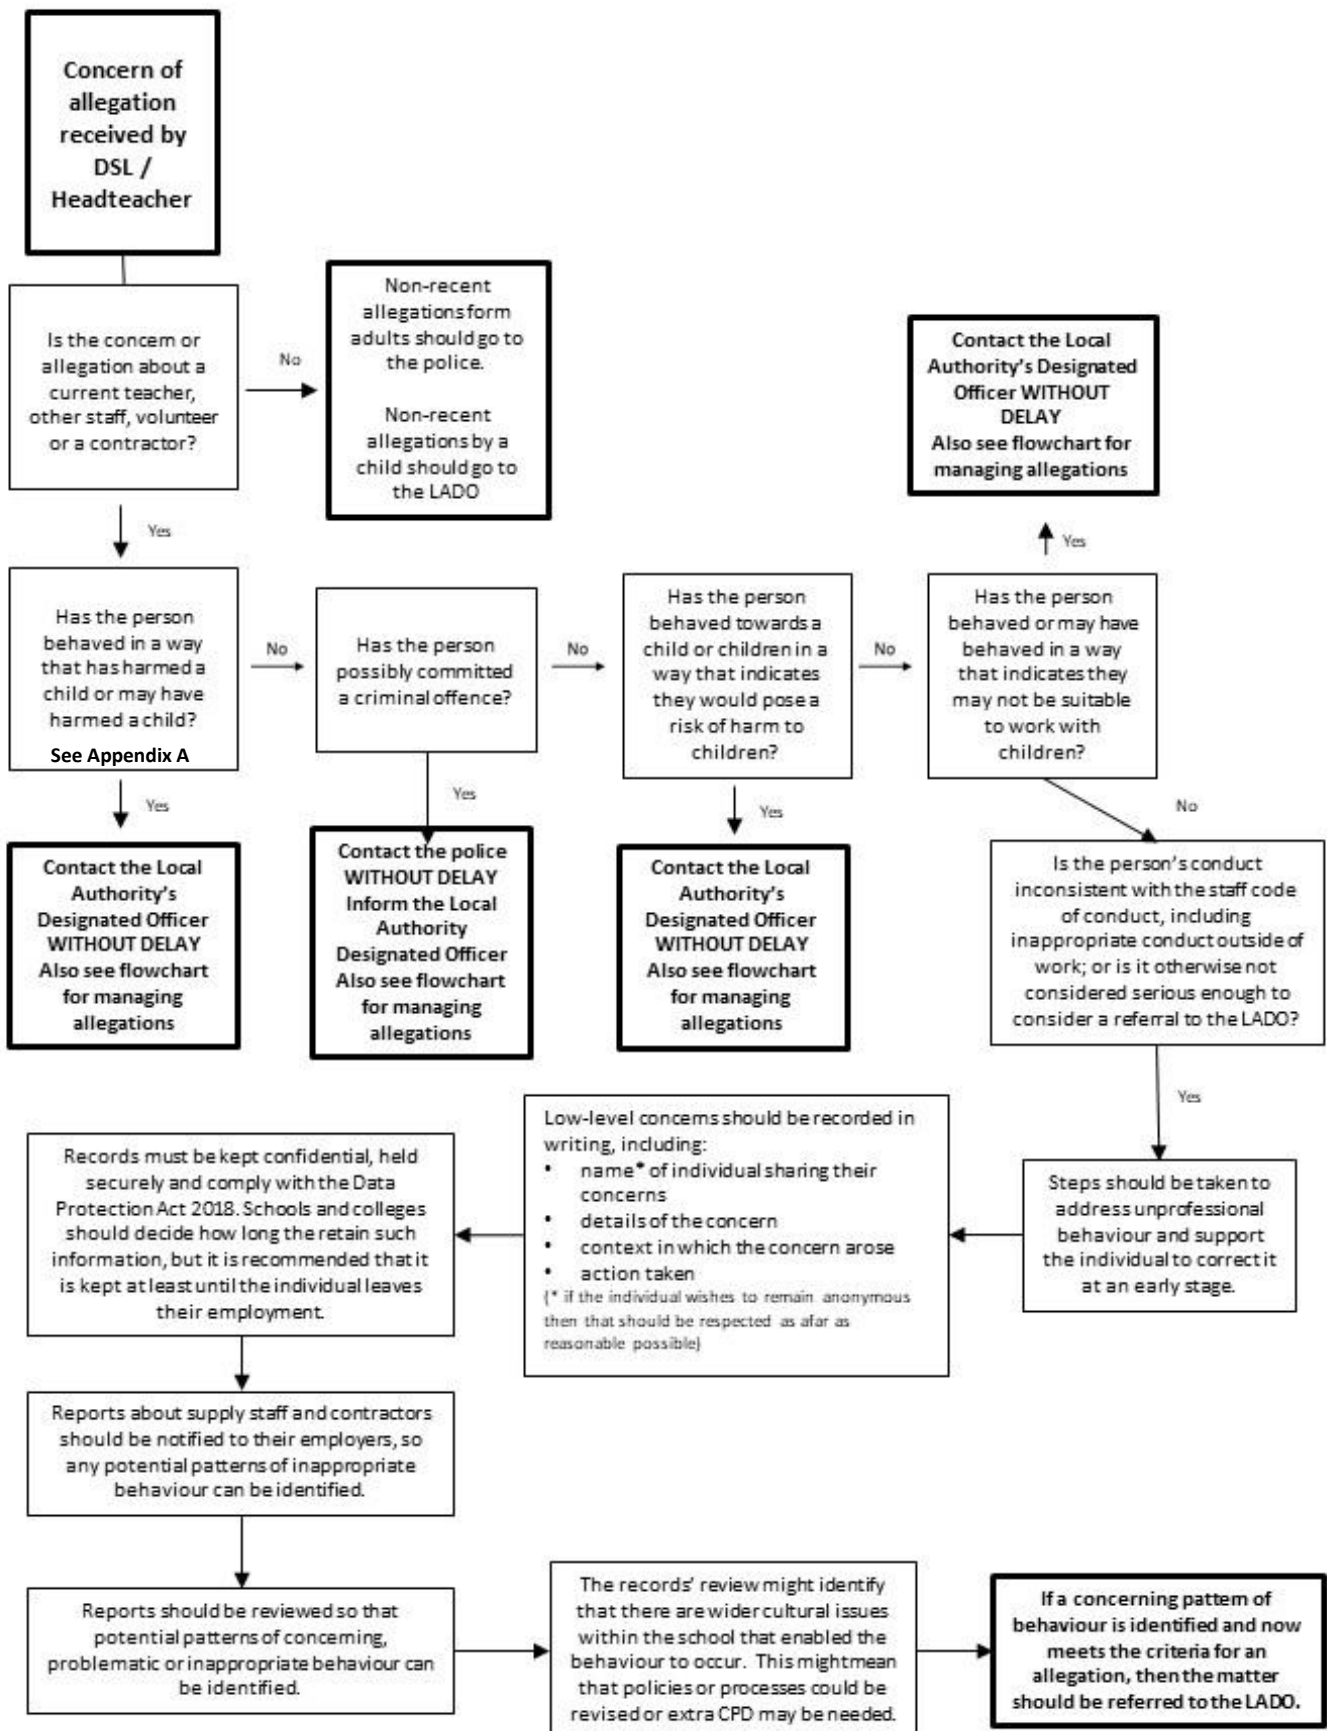 Concern of
allegation
received by
DSL /
Headteacher
Is the concern or
allegation about a
current teacher,
other staff, volunteer
or a contractor?
No
Non-recent
allegations form
adults should go to
the police.
Non-recent
allegations by a
child should go to
the LADO
Contact the Local
Authority's Designated
Officer WITHOUT
DELAY
Also see flowchart for
managing allegations
Yes
Yes
Has the person
behaved in a way
that has harmed a
child or may have
harmed a child?
See Appendix A
No
Has the person
possibly committed
a criminal offence?
No
Has the person
behaved towards a
child or children in a
way that indicates
they would pose a
risk of harm to
children?
No
Has the person
behaved or may have
behaved in a way
that indicates they
may not be suitable
to work with
children?
Yes
Yes
Yes
No
Contact the Local
Authority's
Designated Officer
WITHOUT DELAY
Also see flowchart
for managing
allegations
Contact the police
WITHOUT DELAY
Inform the Local
Authority
Designated Officer
Also see flowchart
for managing
allegations
Contact the Local
Authority's
Designated Officer
WITHOUT DELAY
Also see flowchart
for managing
allegations
Is the person's conduct
inconsistent with the staff code
of conduct, including
inappropriate conduct outside of
work; or is it otherwise not
considered serious enough to
consider a referral to the LADO?
Yes
Steps should be taken to
address unprofessional
behaviour and support
the individual to correct it
at an early stage.
Low-level concerns should be recorded in
writing, including:
• name* of individual sharing their
concerns
• details of the concern
• context in which the concern arose
• action taken
(* if the individual wishes to remain anonymous
then that should be respected as afar as
reasonable possible)
Records must be kept confidential, held
securely and comply with the Data
Protection Act 2018. Schools and colleges
should decide how long the retain such
information, but it is recommended that it
is kept at least until the individual leaves
their employment.
Reports about supply staff and contractors
should be notified to their employers, so
any potential patterns of inappropriate
behaviour can be identified.
Reports should be reviewed so that
potential patterns of concerning,
problematic or inappropriate behaviour can
be identified.
The records' review might identify
that there are wider cultural issues
within the school that enabled the
behaviour to occur. This might mean
that policies or processes could be
revised or extra CPD may be needed.
If a concerning pattern of
behaviour is identified and now
meets the criteria for an
allegation, then the matter
should be referred to the LADO.